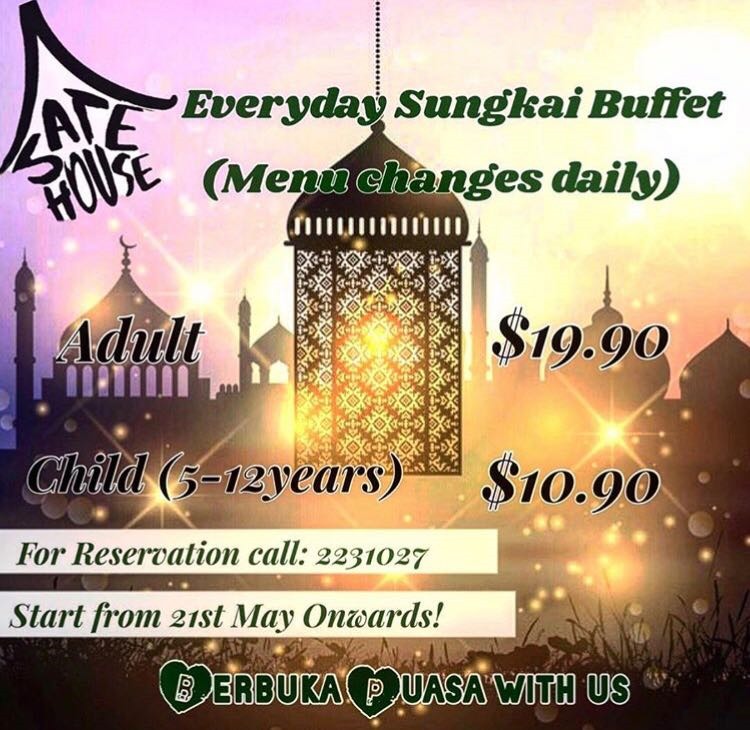 SATE
HOUSE
Everyday Sungkai Buffet
(Menu changes daily)
Adult $19.90
Child (5-12years) $10.90
For Reservation call: 2231027
Start from 21st May Onwards!
BERBUKA PUASA WITH US